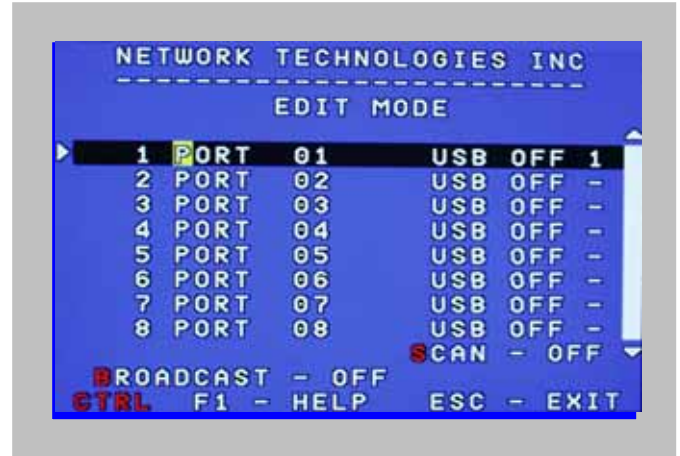 NETWORK TECHNOLOGIES INC
------------------------
EDIT MODE
1 PORT 01 USB OFF 1
2 PORT 02 USB OFF -
3 PORT 03 USB OFF -
4 PORT 04 USB OFF -
5 PORT 05 USB OFF -
6 PORT 06 USB OFF -
7 PORT 07 USB OFF -
8 PORT 08 USB OFF -
SCAN - OFF
BROADCAST - OFF
CTRL F1 - HELP ESC - EXIT